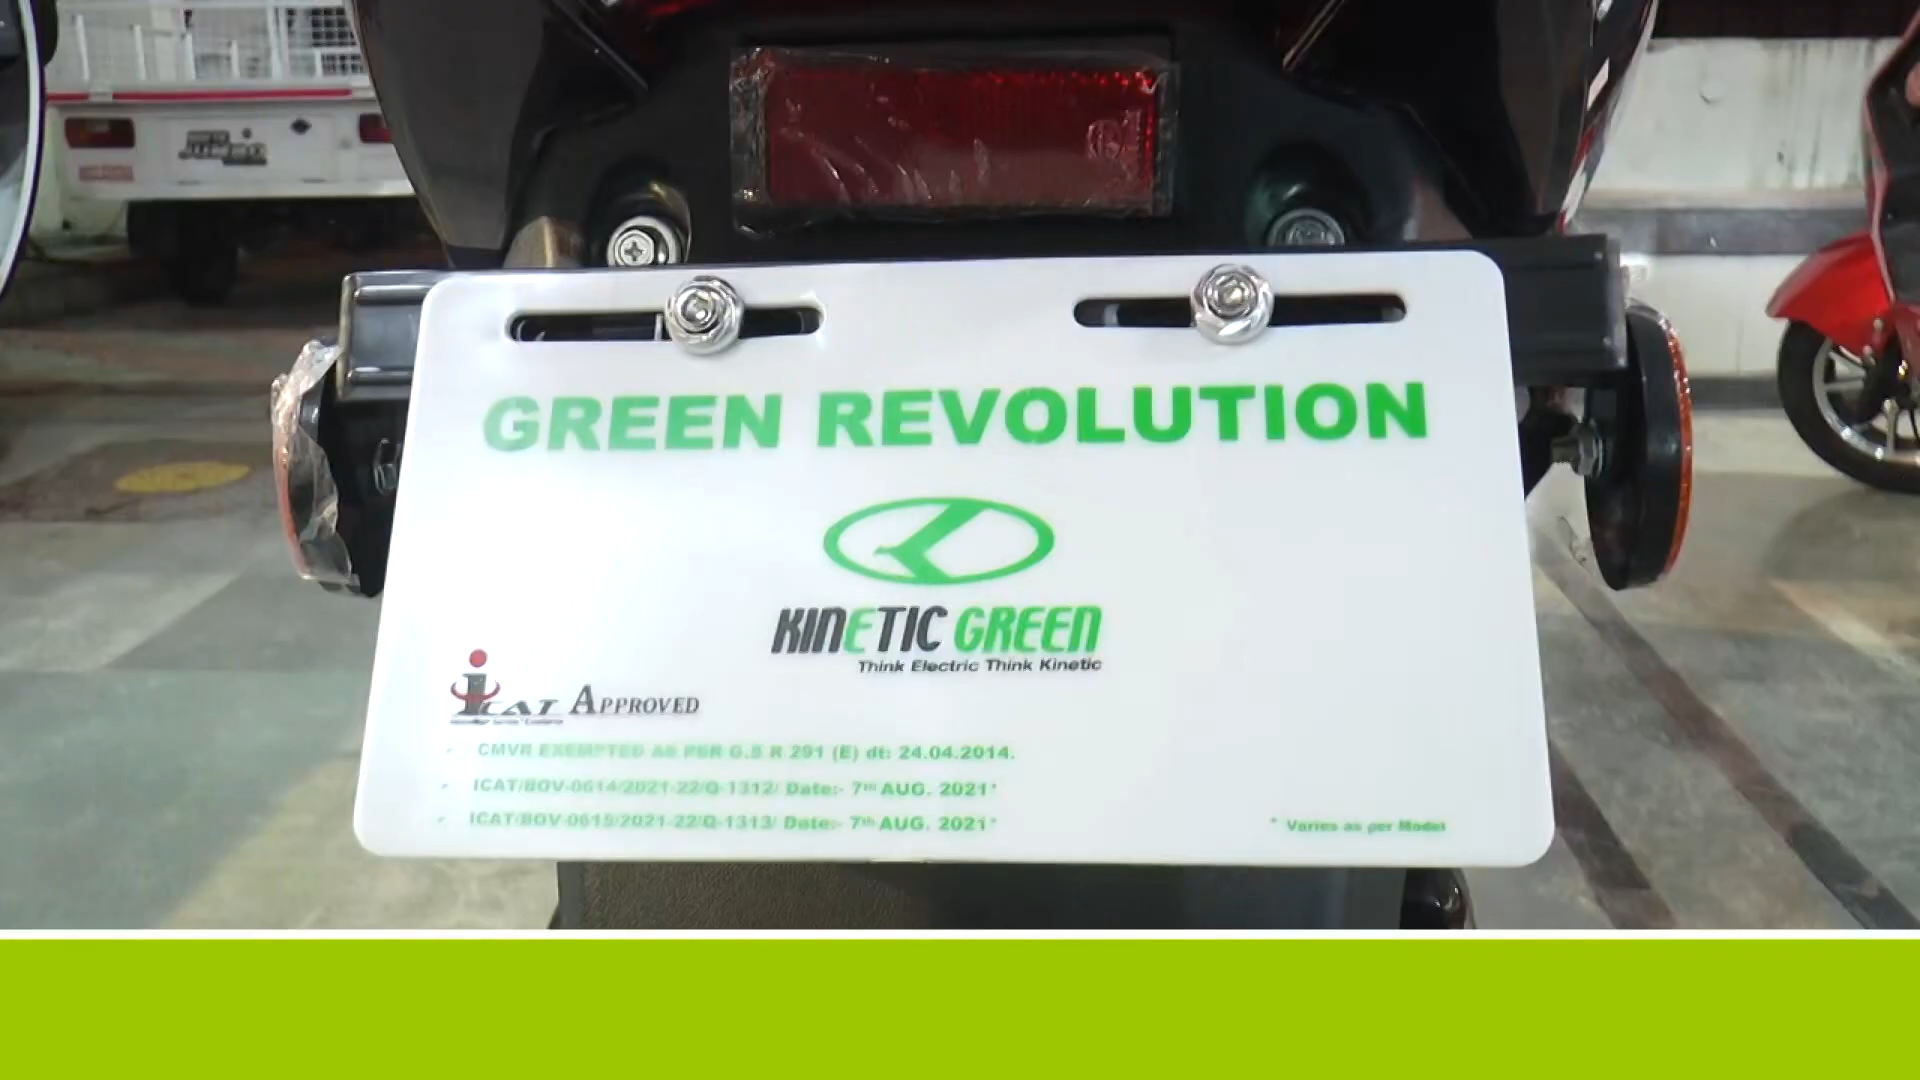 JUMBO
GREEN REVOLUTION
KINETIC GREEN
Think Electric Think Kinetic
iCAT APPROVED
CMVR EXEMPTED AS PER G.S R 291 (E) dt: 24.04.2014.
ICAT/BOV-0614/2021-22/Q-1312/ Date:- 7th AUG. 2021*
ICAT/BOV-0615/2021-22/Q-1313/ Date:- 7th AUG. 2021*
* Varies as per Model